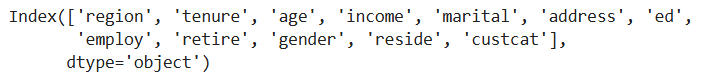 Index(['region', 'tenure', 'age', 'income', 'marital', 'address', 'ed',
       'employ', 'retire', 'gender', 'reside', 'custcat'],
      dtype='object')